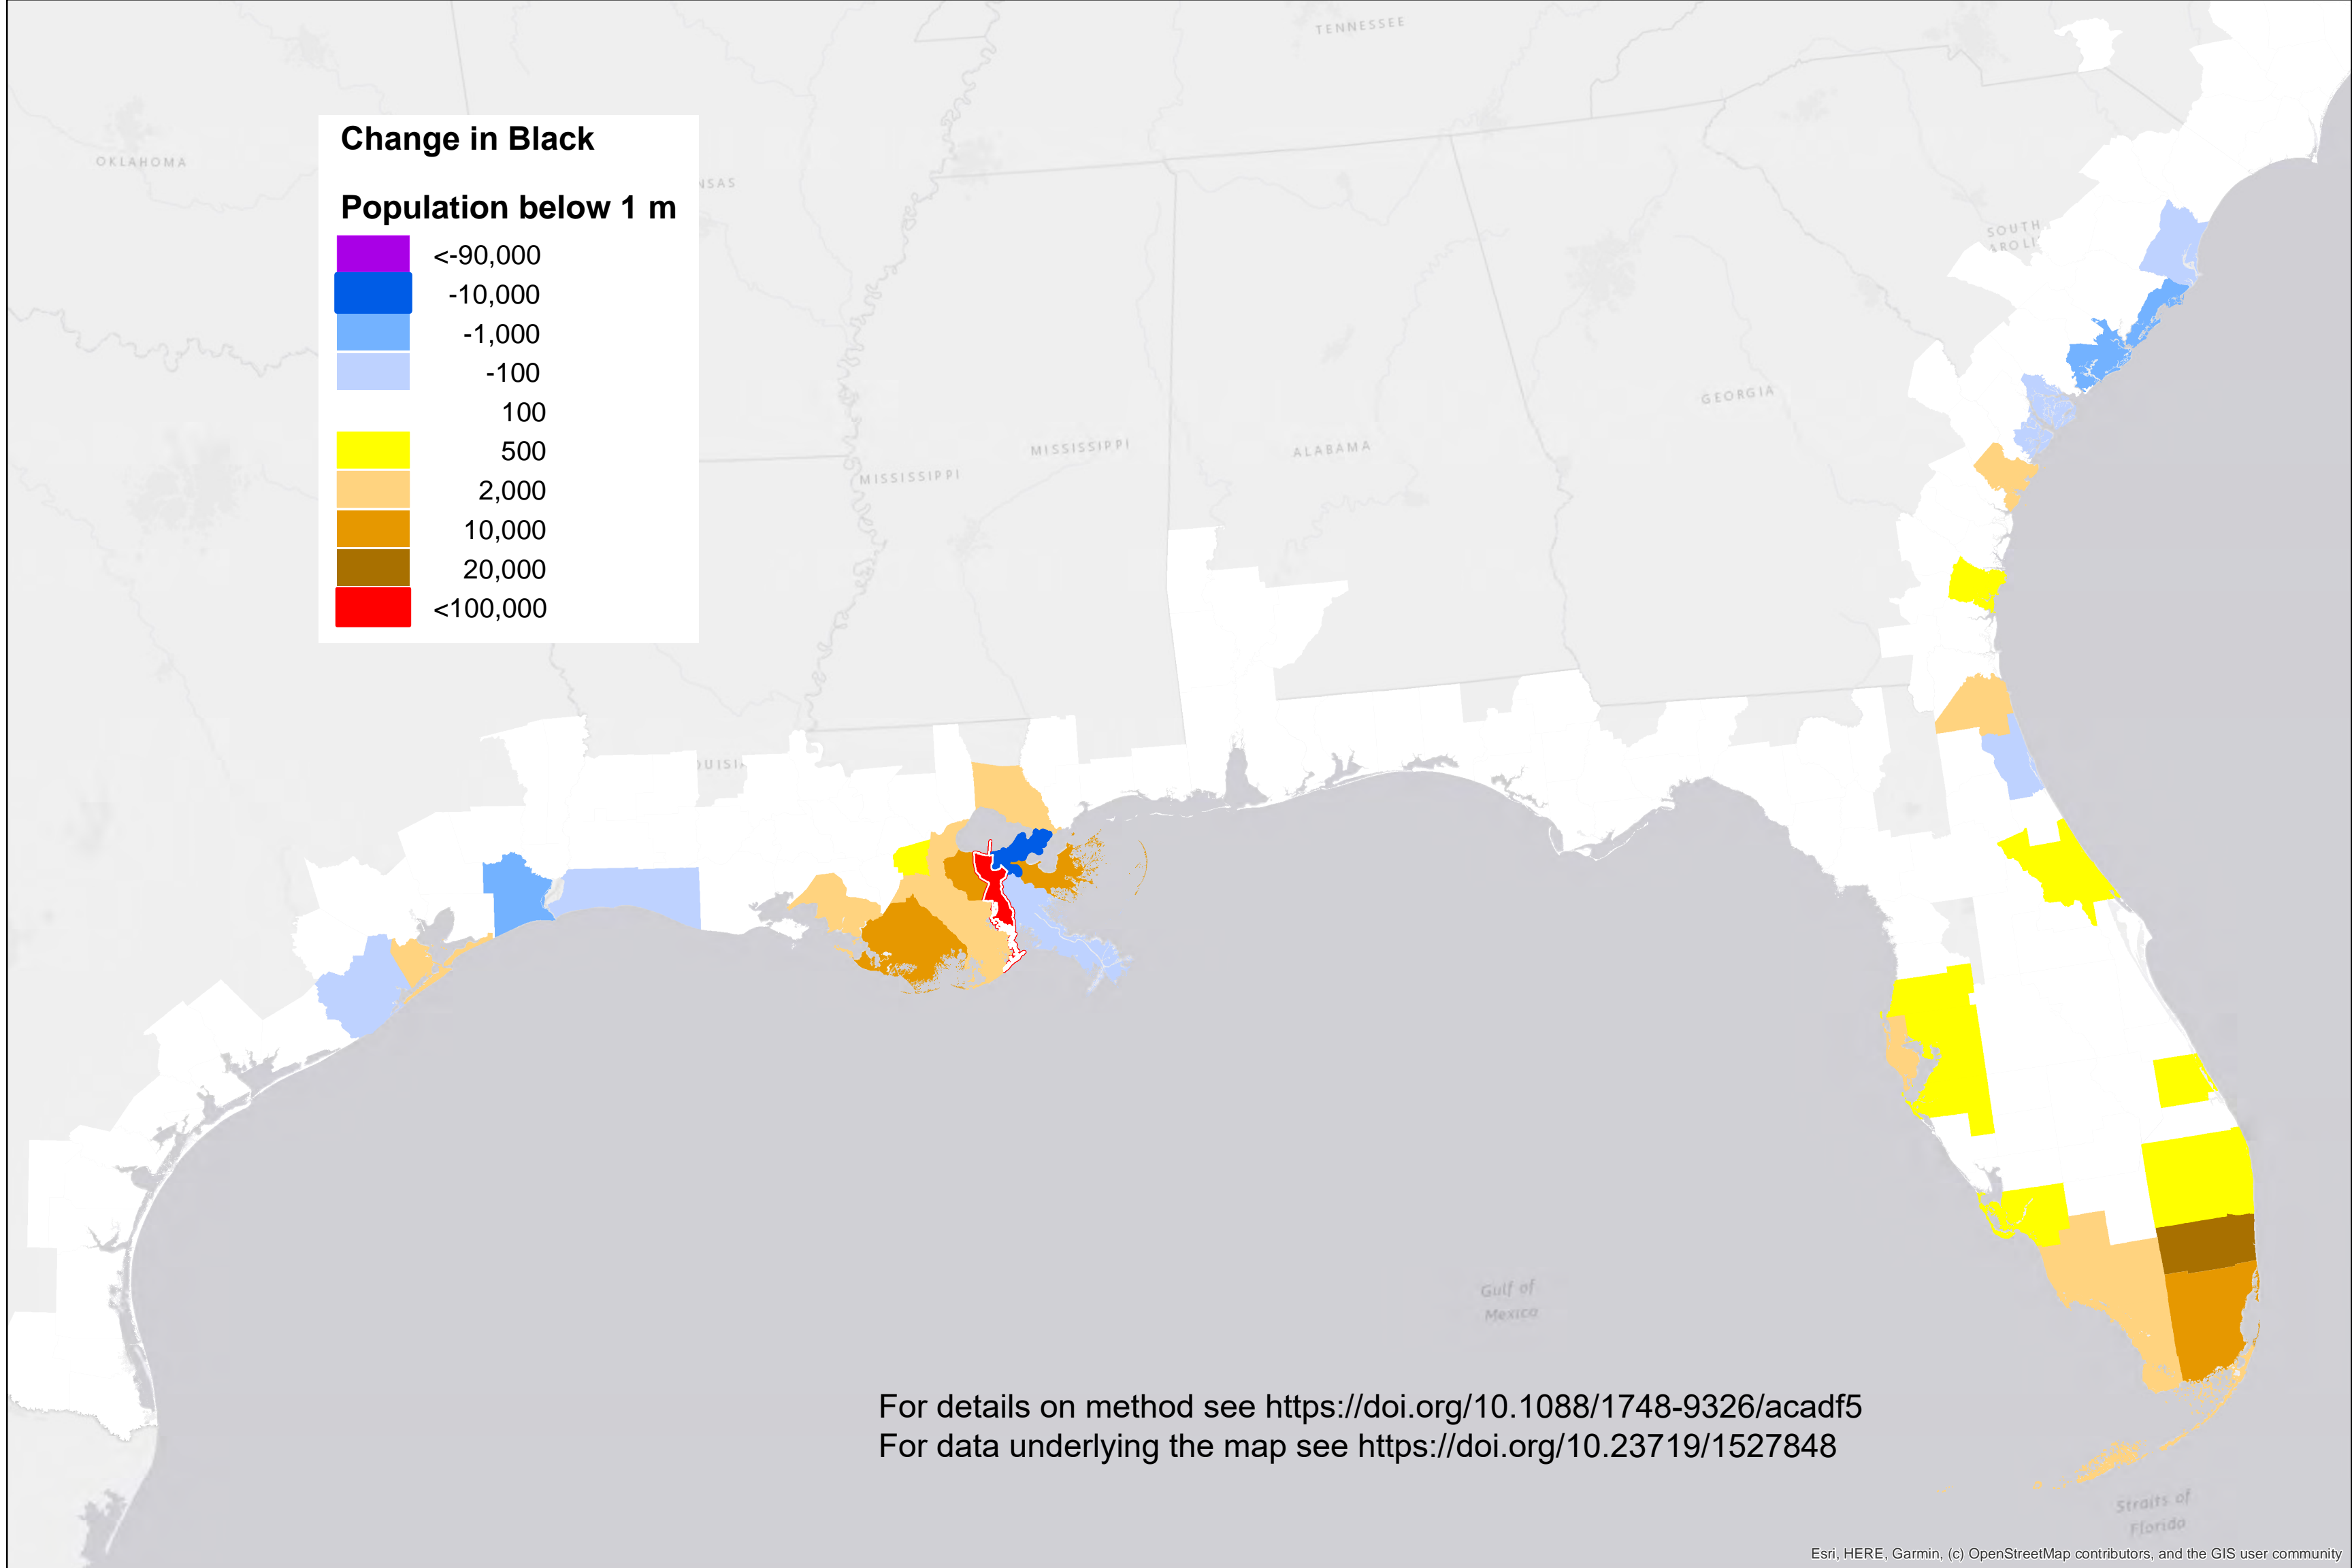 TENNESSEE
OKLAHOMA
Change in Black
NSAS
Population below 1 m
<-90,000
-10,000
-1,000
-100
100
500
2,000
10,000
20,000
<100,000
SOUTH
AROLI
GEORGIA
MISSISSIPPI
ALABAMA
MISSISSIPPI
OUISIA
Gulf of
Mexico
For details on method see https://doi.org/10.1088/1748-9326/acadf5
For data underlying the map see https://doi.org/10.23719/1527848
Straits of
Florida
Esri, HERE, Garmin, (c) OpenStreetMap contributors, and the GIS user community